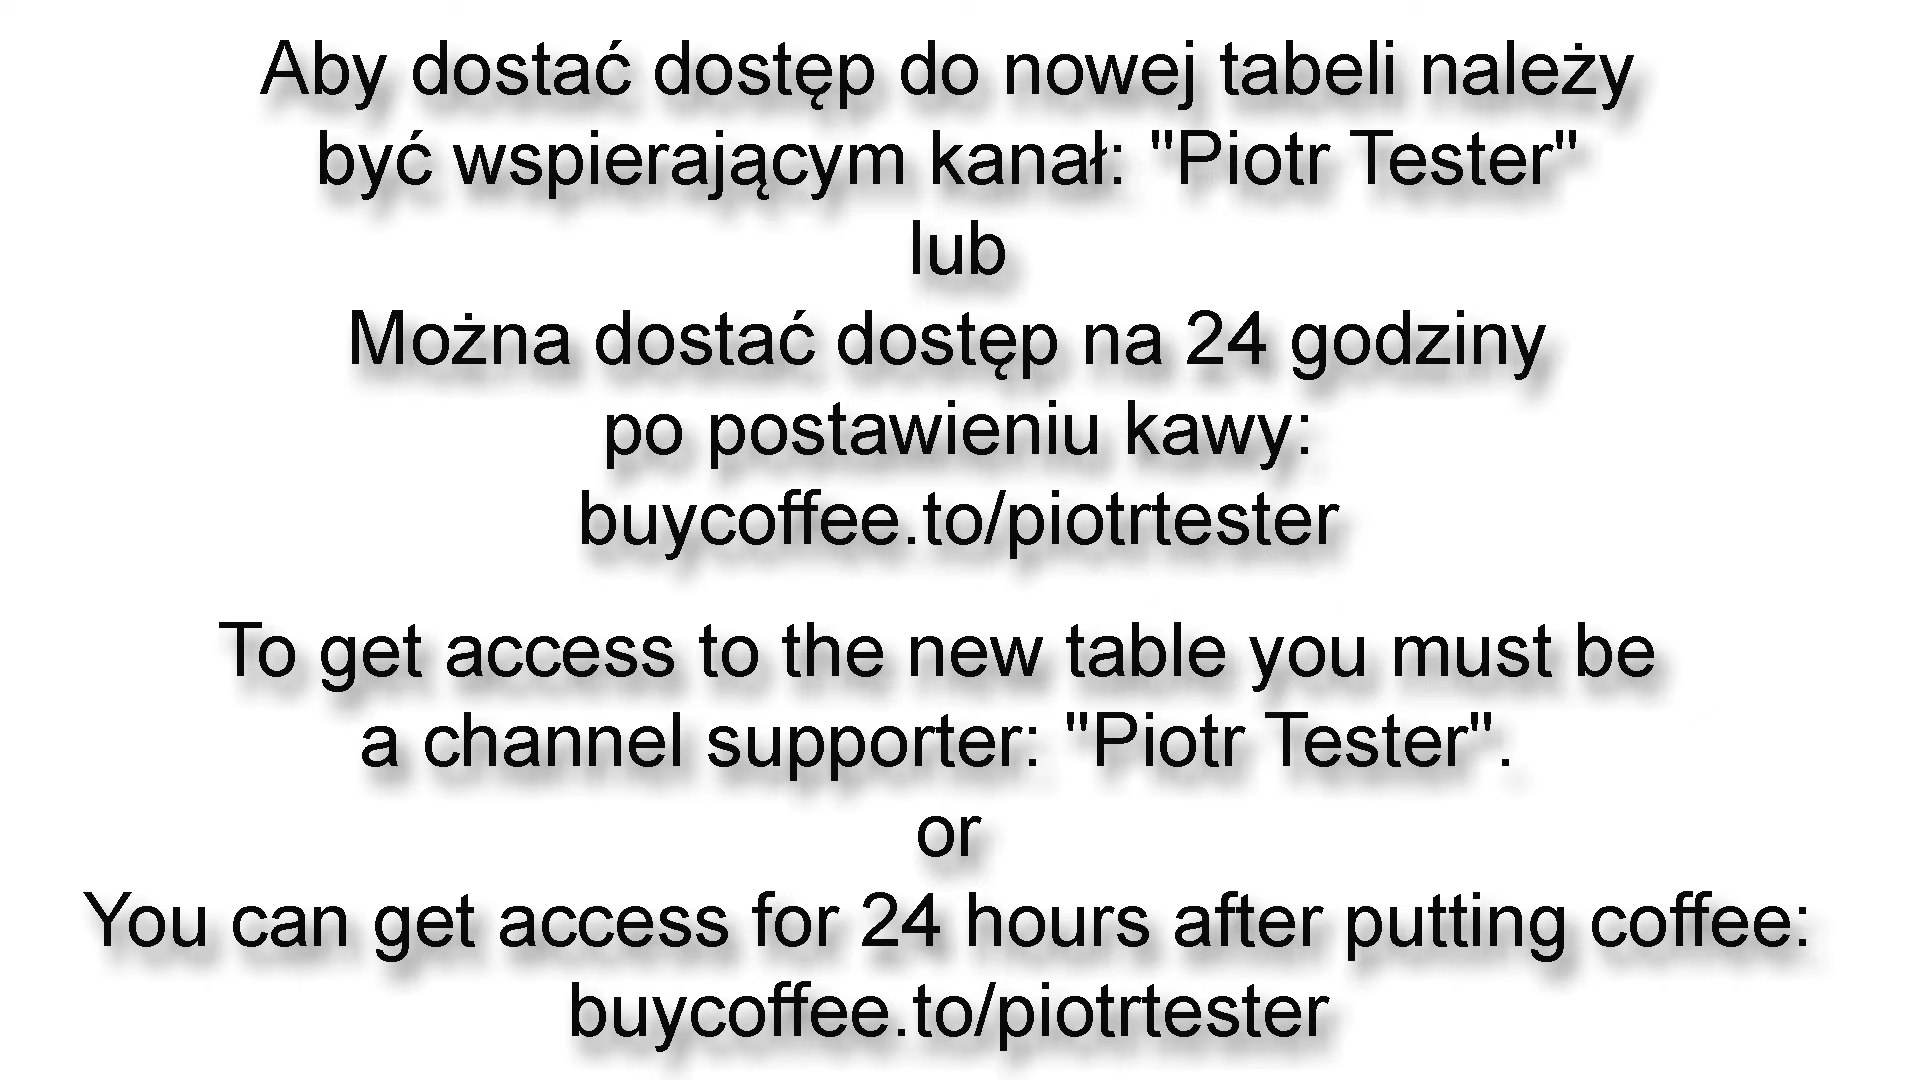 Aby dostać dostęp do nowej tabeli należy
być wspierającym kanał: "Piotr Tester"
lub
Można dostać dostęp na 24 godziny
po postawieniu kawy:
buycoffee.to/piotrtester
To get access to the new table you must be
a channel supporter: "Piotr Tester".
or
You can get access for 24 hours after putting coffee:
buycoffee.to/piotrtester